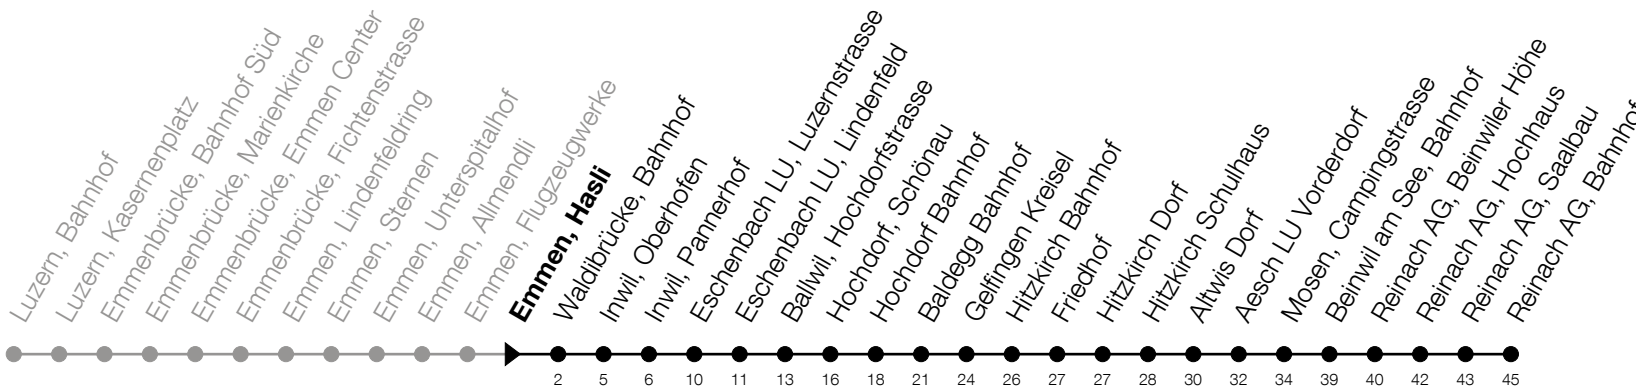 Luzern, Bahnhof
Luzern, Kasernenplatz
Emmenbrücke, Bahnhof Süd
Emmenbrücke, Marienkirche
Emmenbrücke, Emmen Center
Emmenbrücke, Fichtenstrasse
Emmen, Lindenfeldring
Emmen, Sternen
Emmen, Unterspitalhof
Emmen, Allmendli
Emmen, Flugzeugwerke
Emmen, Hasli
Waldibrücke, Bahnhof
Inwil, Oberhofen
Inwil, Pannerhof
Eschenbach LU, Luzernstrasse
Eschenbach LU, Lindenfeld
Ballwil, Hochdorfstrasse
Hochdorf, Schönau
Hochdorf Bahnhof
Baldegg Bahnhof
Gelfingen Kreisel
Hitzkirch Bahnhof
Friedhof
Hitzkirch Dorf
Hitzkirch Schulhaus
Altwis Dorf
Aesch LU Vorderdorf
Mosen, Campingstrasse
Beinwil am See, Bahnhof
Reinach AG, Beinwiler Höhe
Reinach AG, Hochhaus
Reinach AG, Saalbau
Reinach AG, Bahnhof
2 5 6 10 11 13 16 18 21 24 26 27 27 28 30 32 34 39 40 42 43 45